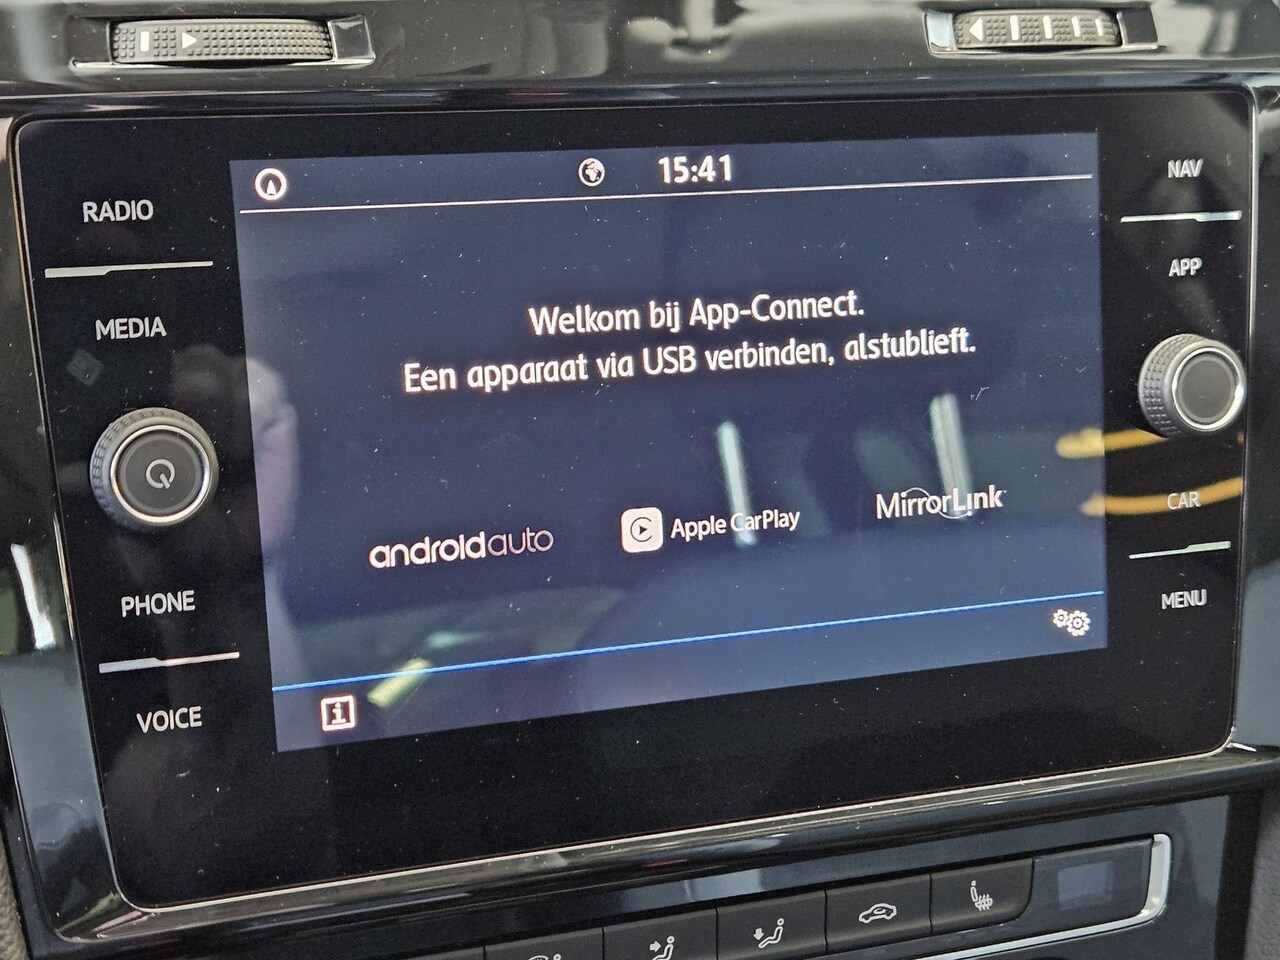 15:41
RADIO
MEDIA
PHONE
VOICE
Welkom bij App-Connect.
Een apparaat via USB verbinden, alstublieft.
androidauto
Apple CarPlay
MirrorLink
i
NAV
APP
CAR
MENU